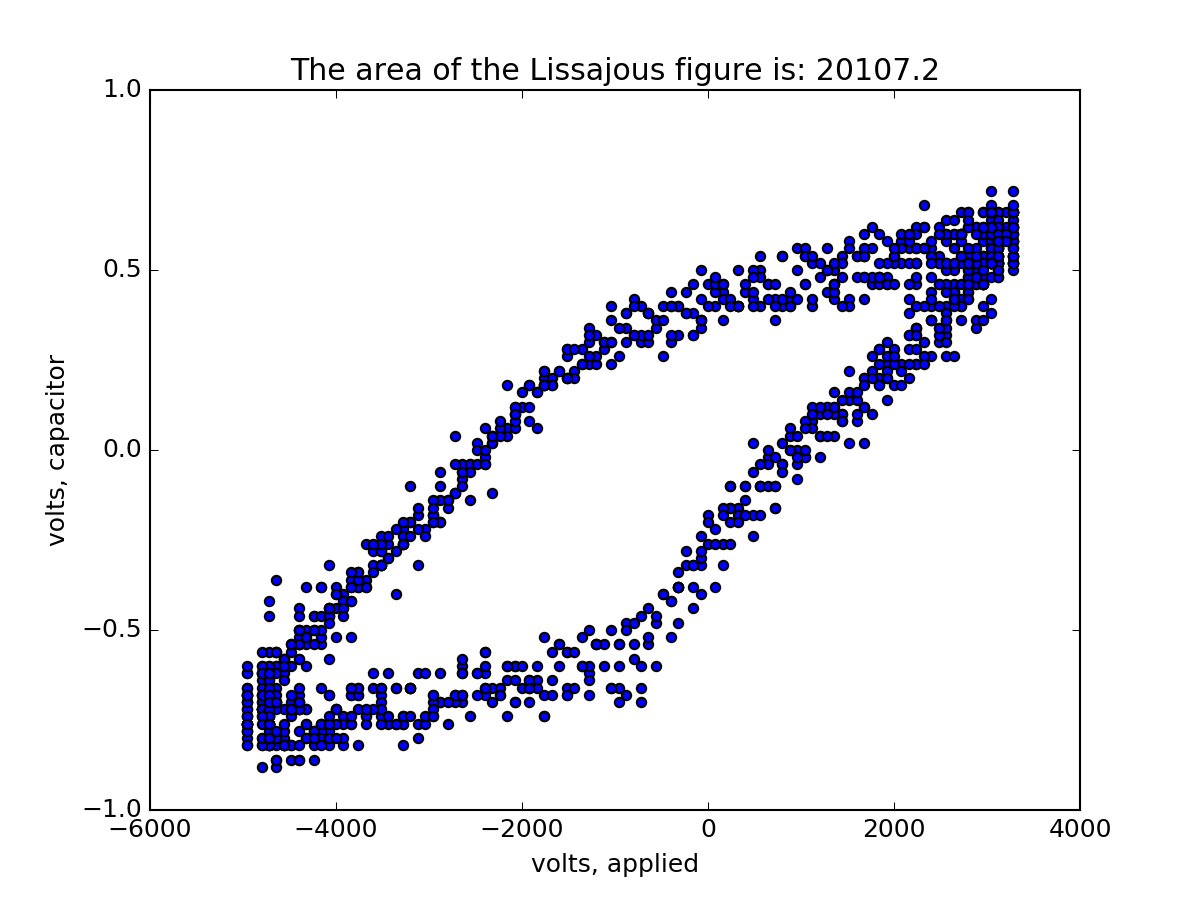 The area of the Lissajous figure is: 20107.2
1.0
0.5
0.0
−0.5
−1.0
volts, capacitor
−6000 −4000 −2000 0 2000 4000
volts, applied